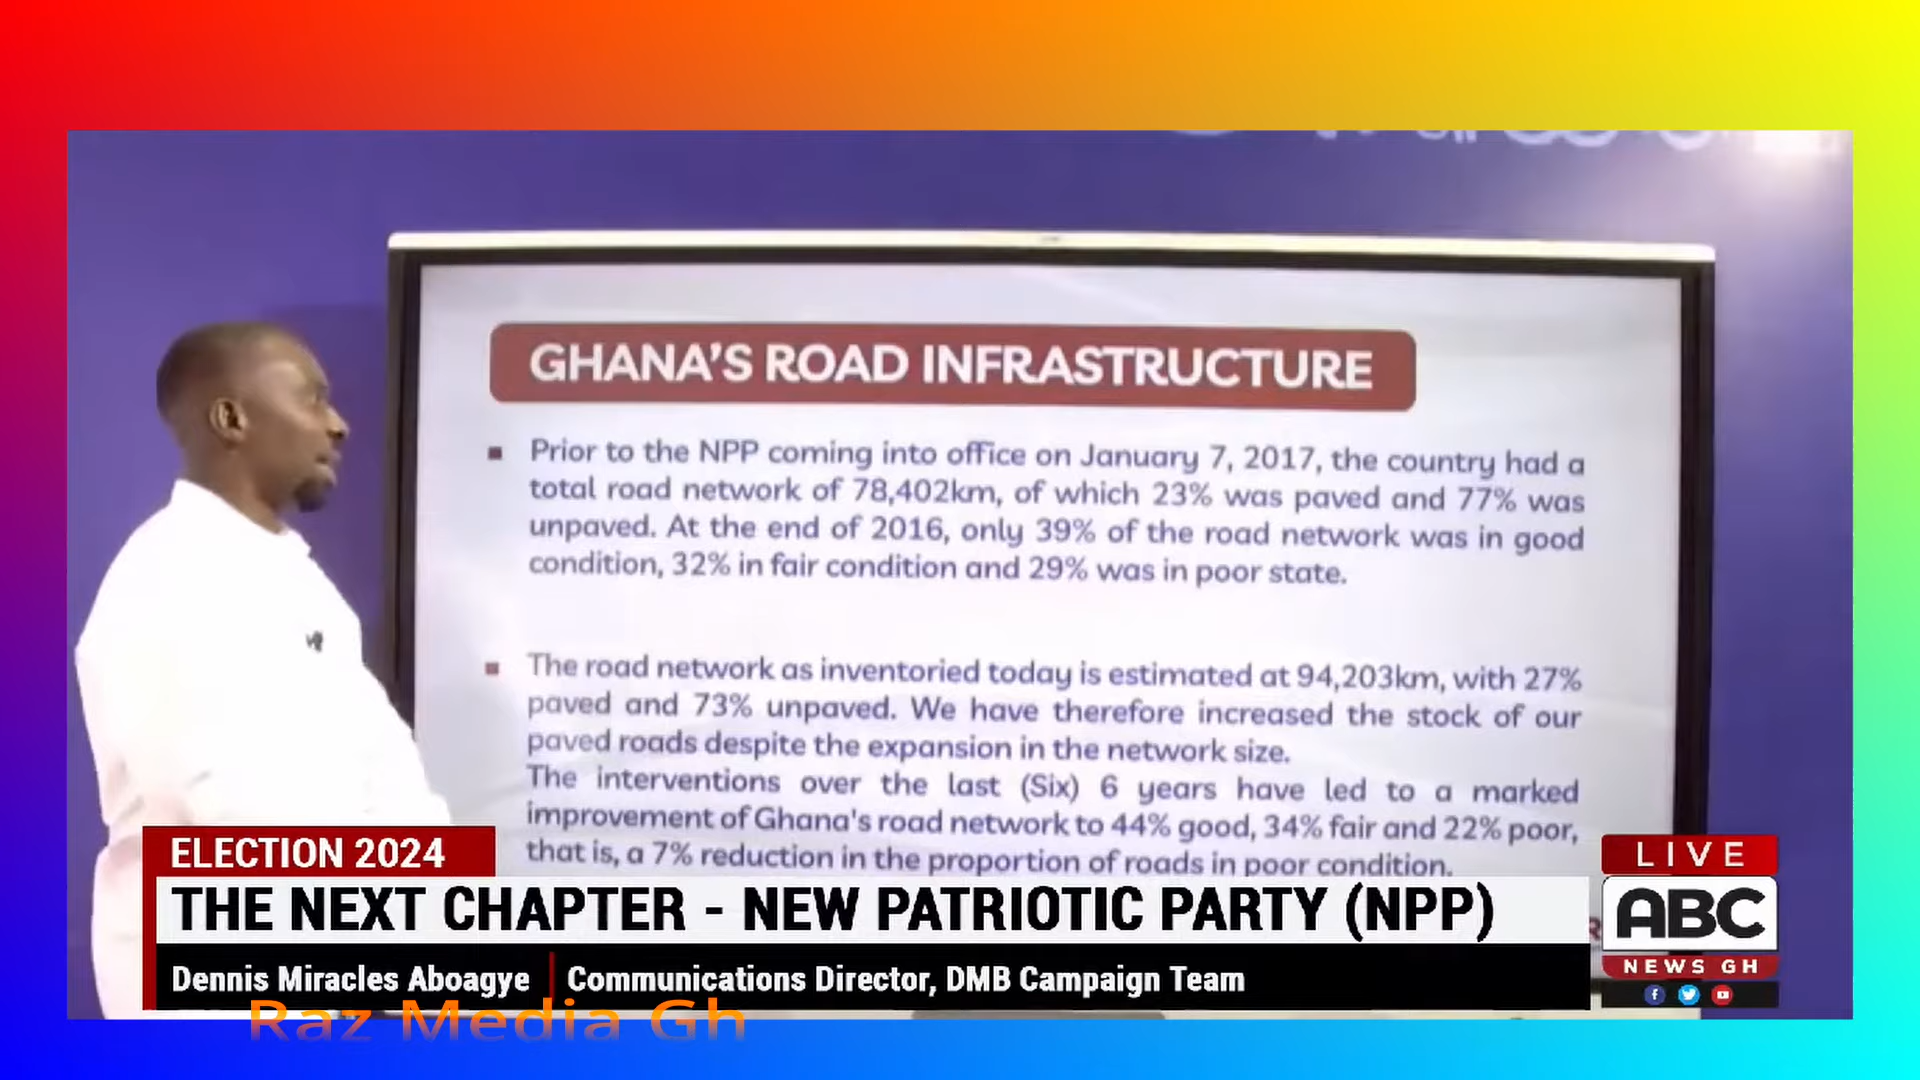 GHANA'S ROAD INFRASTRUCTURE
▪ Prior to the NPP coming into office on January 7, 2017, the country had a
total road network of 78,402km, of which 23% was paved and 77% was
unpaved. At the end of 2016, only 39% of the road network was in good
condition, 32% in fair condition and 29% was in poor state.
▪ The road network as inventoried today is estimated at 94,203km, with 27%
paved and 73% unpaved. We have therefore increased the stock of our
paved roads despite the expansion in the network size.
The interventions over the last (Six) 6 years have led to a marked
improvement of Ghana's road network to 44% good, 34% fair and 22% poor,
that is, a 7% reduction in the proportion of roads in poor condition.
ELECTION 2024
THE NEXT CHAPTER - NEW PATRIOTIC PARTY (NPP)
Dennis Miracles Aboagye | Communications Director, DMB Campaign Team
LIVE
ABC
NEWS GH
Raz Media Gh